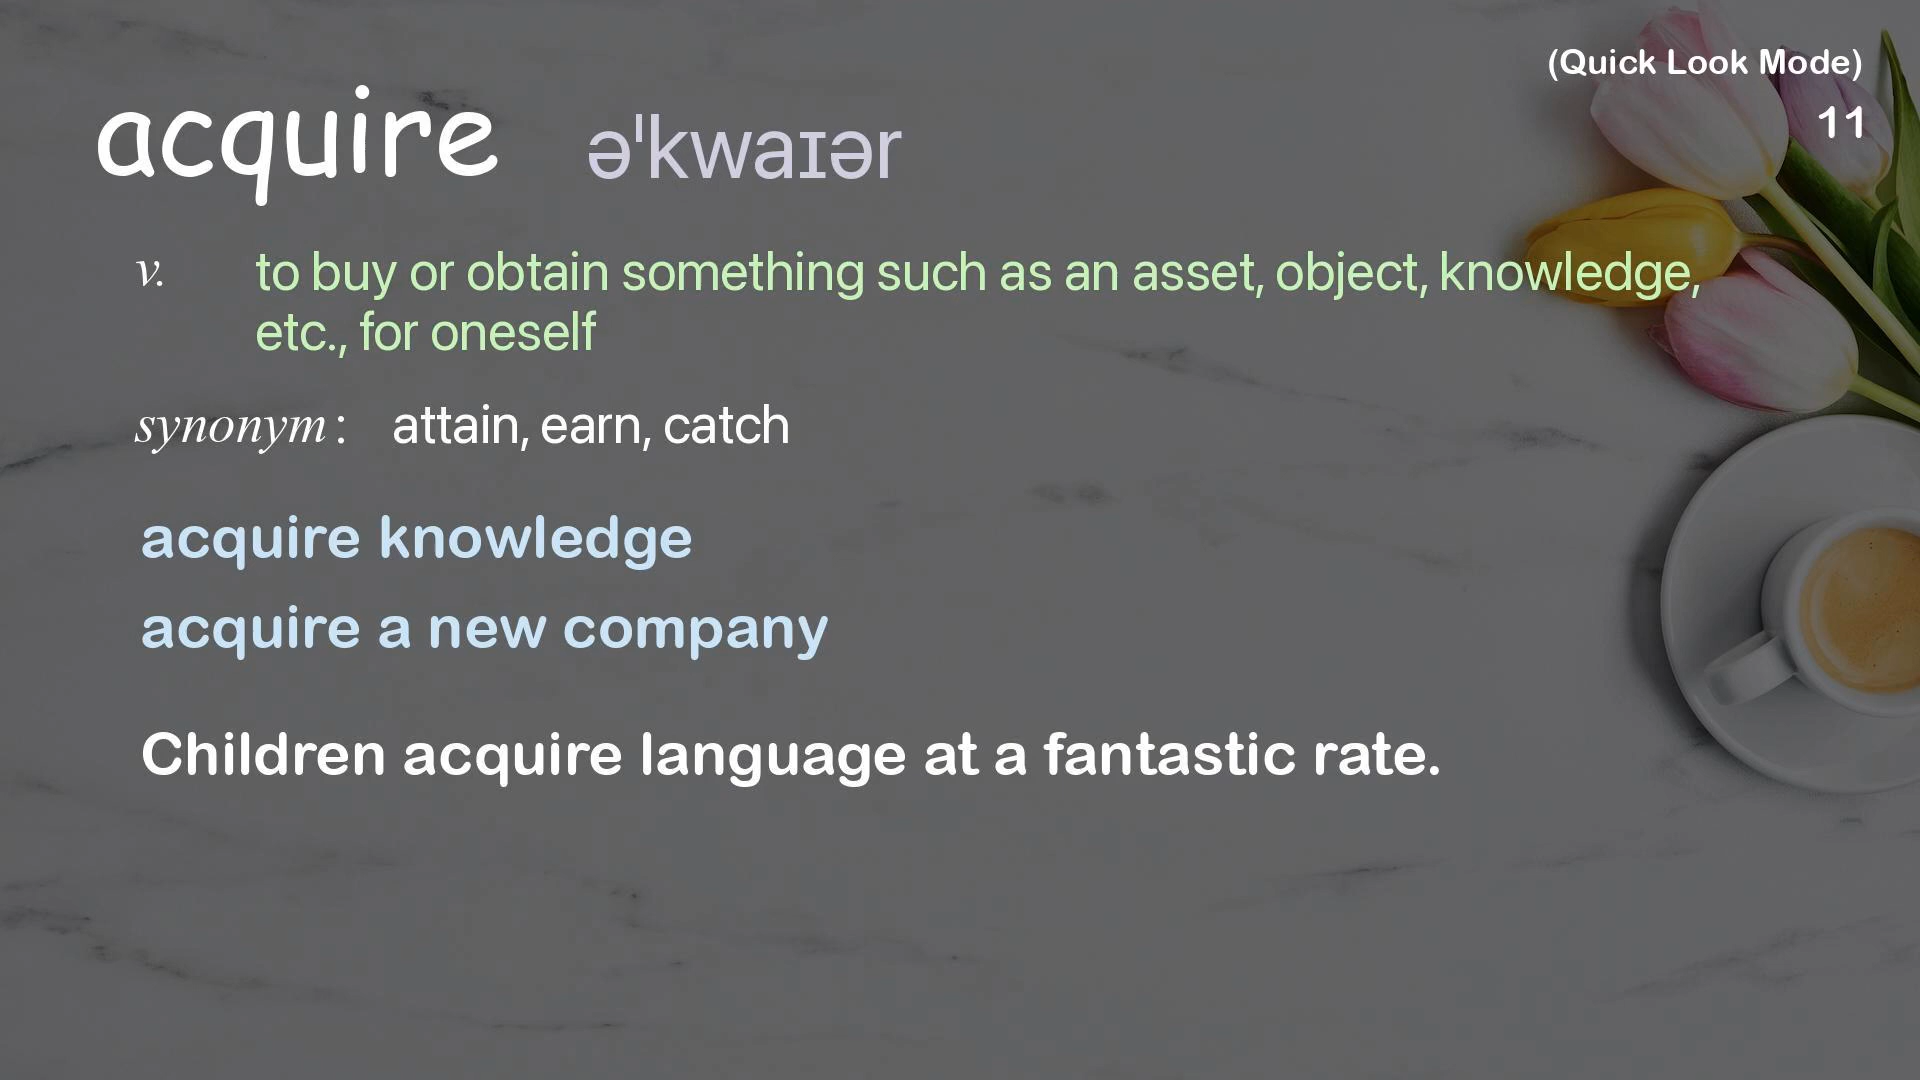 (Quick Look Mode)
11
acquire əˈkwaɪər
v. to buy or obtain something such as an asset, object, knowledge,
etc., for oneself
synonym: attain, earn, catch
acquire knowledge
acquire a new company
Children acquire language at a fantastic rate.